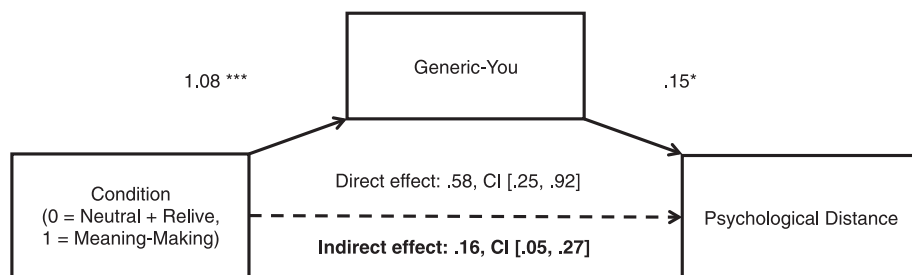 Generic-You
1.08 ***
.15*
Condition
(0 = Neutral + Relive,
1 = Meaning-Making)
Direct effect: .58, CI [.25, .92]
Indirect effect: .16, CI [.05, .27]
Psychological Distance